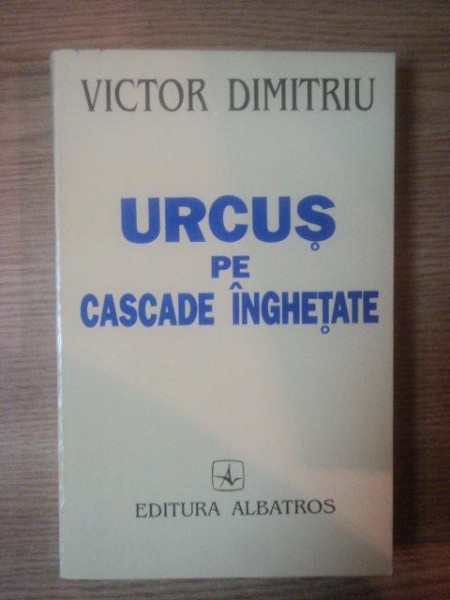 VICTOR DIMITRIU
URCUȘ
PE
CASCADE ÎNGHEȚATE
EDITURA ALBATROS